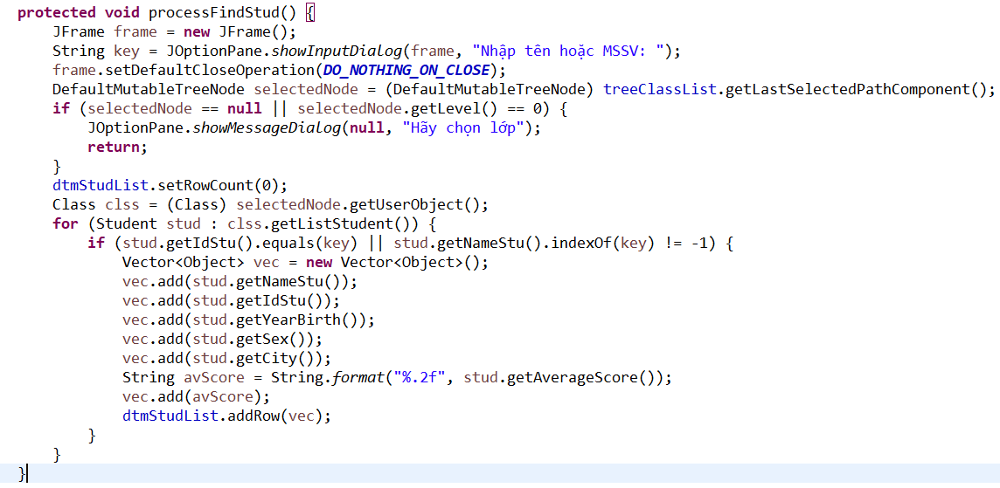 protected void processFindStud() {
    JFrame frame = new JFrame();
    String key = JOptionPane.showInputDialog(frame, "Nhập tên hoặc MSSV: ");
    frame.setDefaultCloseOperation(DO_NOTHING_ON_CLOSE);
    DefaultMutableTreeNode selectedNode = (DefaultMutableTreeNode) treeClassList.getLastSelectedPathComponent();
    if (selectedNode == null || selectedNode.getLevel() == 0) {
        JOptionPane.showMessageDialog(null, "Hãy chọn lớp");
        return;
    }
    dtmStudList.setRowCount(0);
    Class clss = (Class) selectedNode.getUserObject();
    for (Student stud : clss.getListStudent()) {
        if (stud.getIdStu().equals(key) || stud.getNameStu().indexOf(key) != -1) {
            Vector<Object> vec = new Vector<Object>();
            vec.add(stud.getNameStu());
            vec.add(stud.getIdStu());
            vec.add(stud.getYearBirth());
            vec.add(stud.getSex());
            vec.add(stud.getCity());
            String avScore = String.format("%.2f", stud.getAverageScore());
            vec.add(avScore);
            dtmStudList.addRow(vec);
        }
    }
}